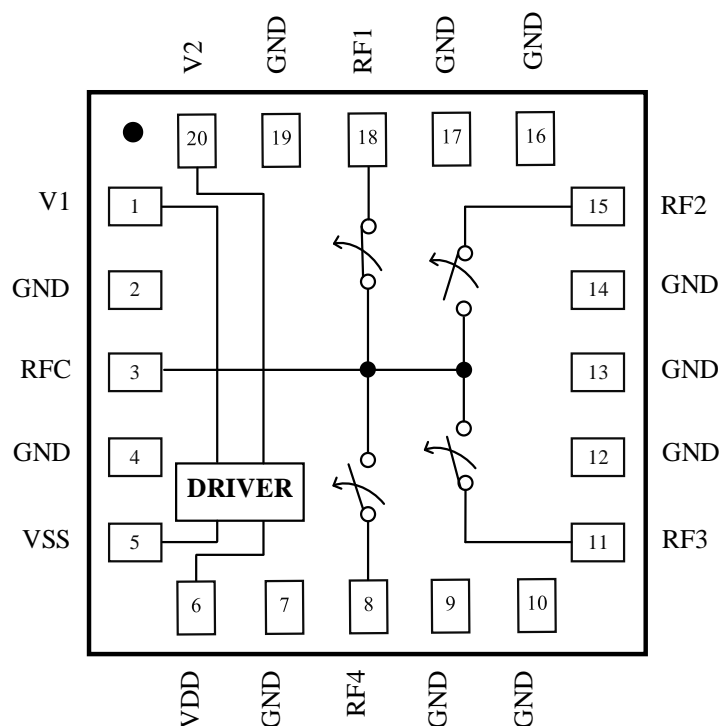 V2 GND RF1 GND GND
20 19 18 17 16
V1 1 15 RF2
GND 2 14 GND
RFC 3 13 GND
GND 4 12 GND
DRIVER
VSS 5 11 RF3
6 7 8 9 10
VDD GND RF4 GND GND